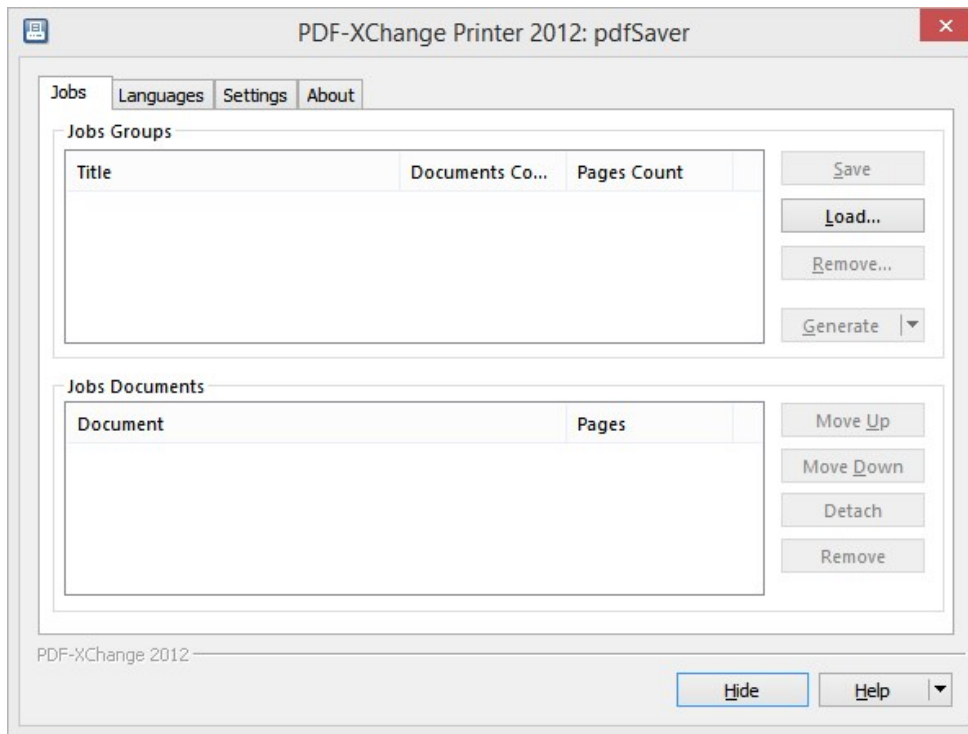 PDF-XChange Printer 2012: pdfSaver
Jobs Languages Settings About
Jobs Groups
Title Documents Co... Pages Count
Save
Load...
Remove...
Generate
Jobs Documents
Document Pages
Move Up
Move Down
Detach
Remove
PDF-XChange 2012
Hide Help